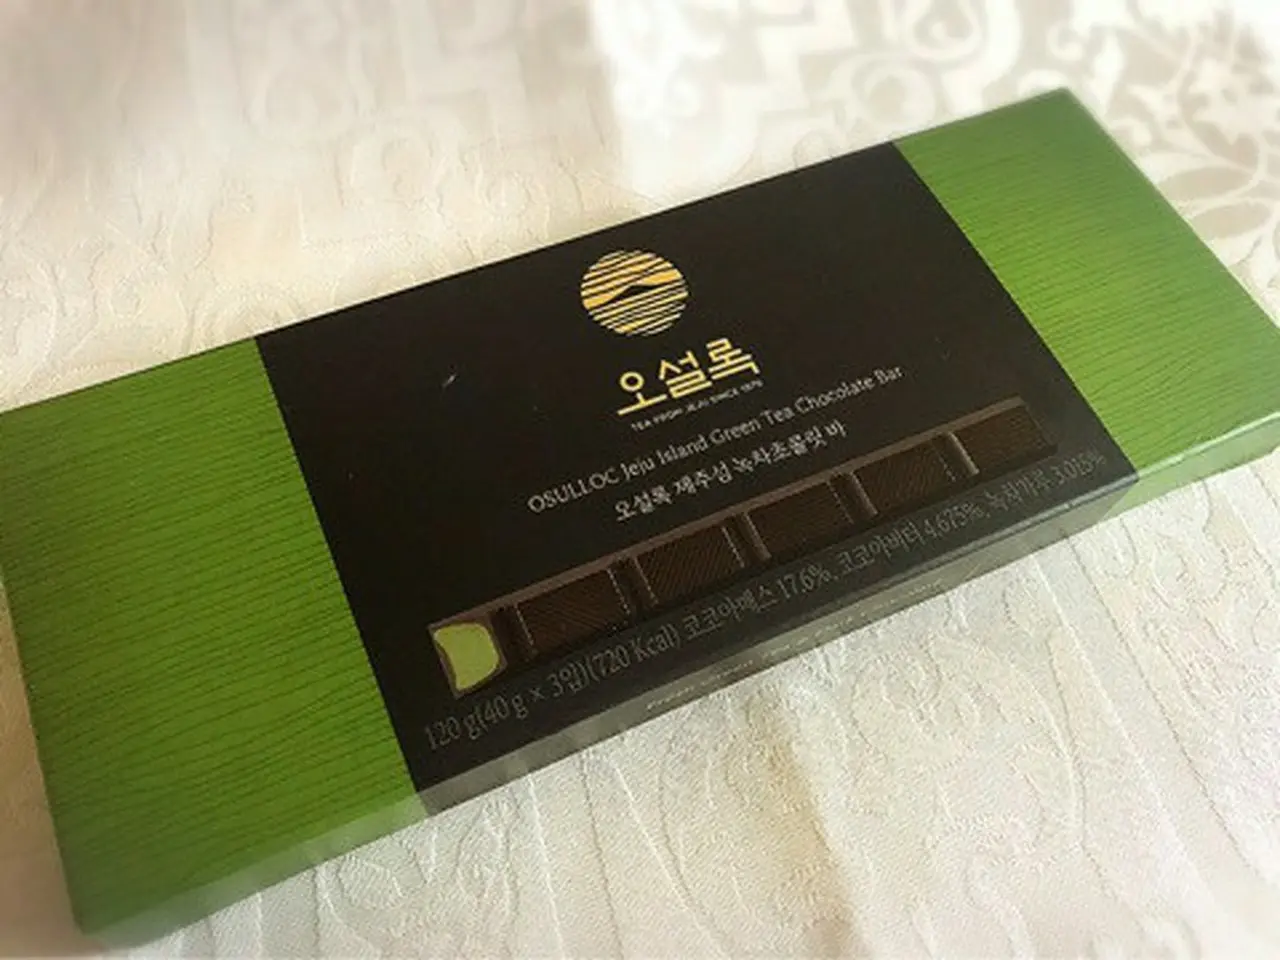 오설록
TEA FROM JEJU SINCE 1979
OSULLOC Jeju Island Green Tea Chocolate Bar
오설록 제주섬 녹차초콜릿 바
120 g(40 g × 3입)(720 Kcal) 코코아매스 17.6%, 코코아버터 4.675%, 녹차가루 3.015%